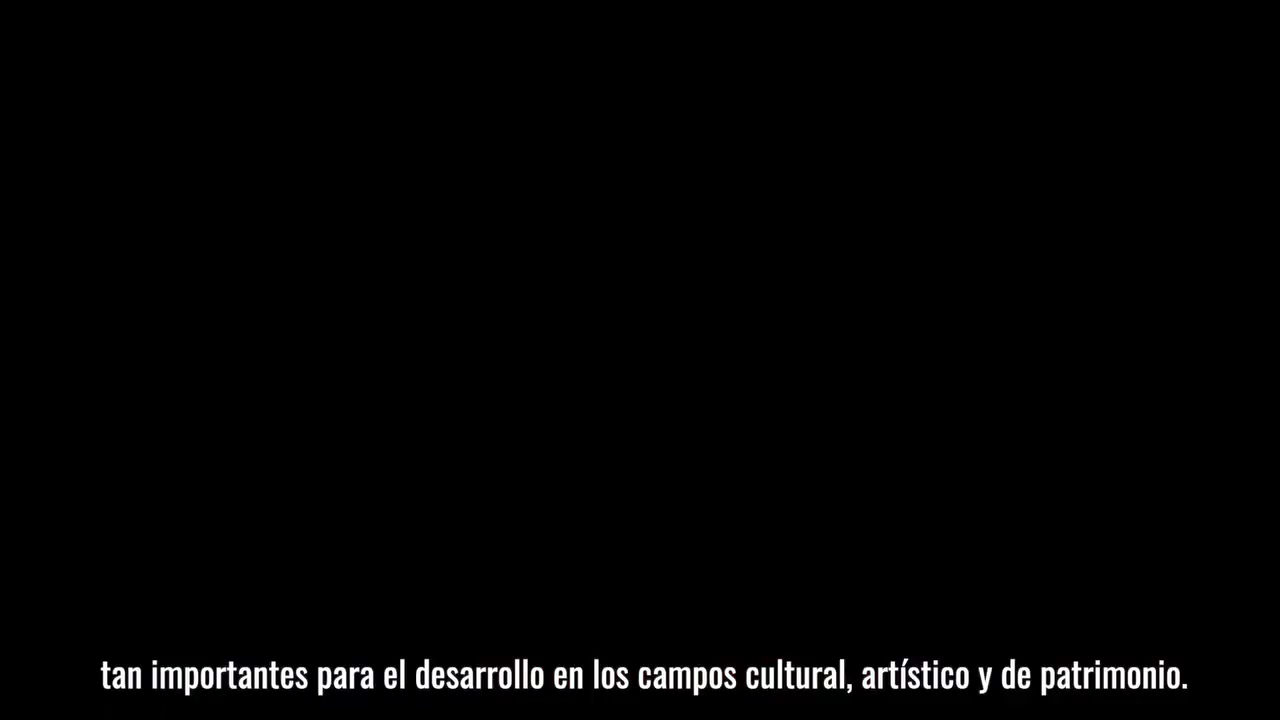 tan importantes para el desarrollo en los campos cultural, artístico y de patrimonio.